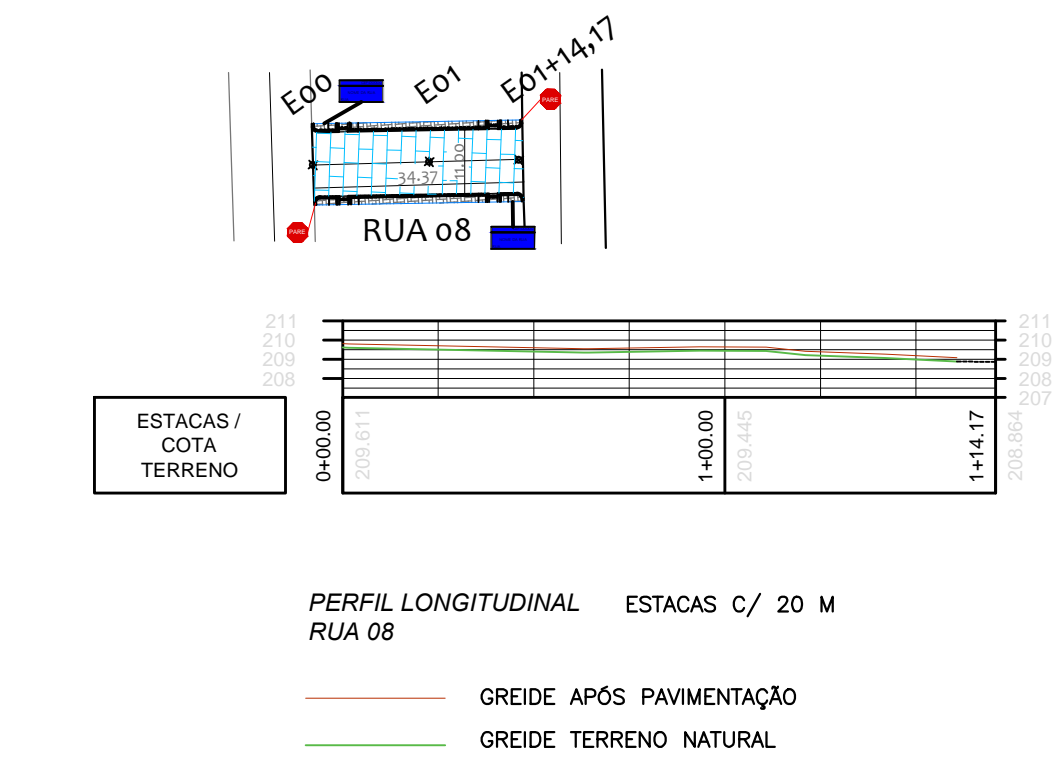 E00
E01
E01+14,17
PARE
34.37
11.00
PARE
RUA 08
211
210
209
208
211
210
209
208
207
ESTACAS /
COTA
TERRENO
0+00.00
209.611
1+00.00
209.445
1+14.17
208.864
PERFIL LONGITUDINAL
RUA 08
ESTACAS C/ 20 M
GREIDE APÓS PAVIMENTAÇÃO
GREIDE TERRENO NATURAL